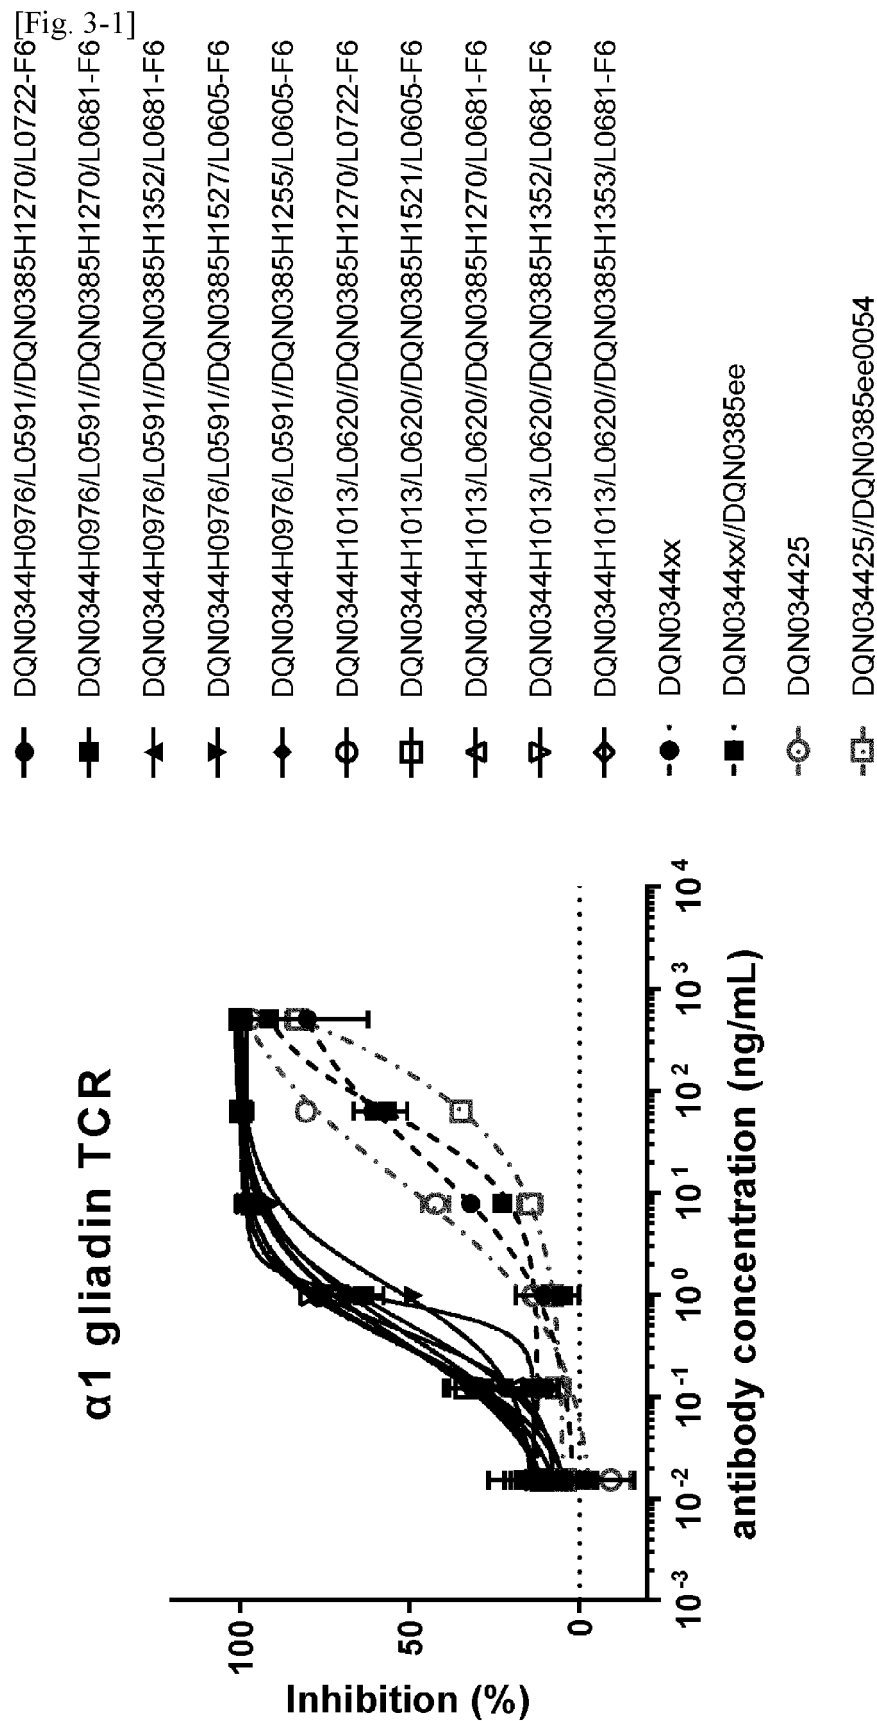 [Fig. 3-1]
α1 gliadin TCR
Inhibition (%)
100
50
0
10-3
10-2
10-1
100
101
102
103
104
antibody concentration (ng/mL)
DQN0344H0976/L0591//DQN0385H1270/L0722-F6
DQN0344H0976/L0591//DQN0385H1270/L0681-F6
DQN0344H0976/L0591//DQN0385H1352/L0681-F6
DQN0344H0976/L0591//DQN0385H1527/L0605-F6
DQN0344H0976/L0591//DQN0385H1255/L0605-F6
DQN0344H1013/L0620//DQN0385H1270/L0722-F6
DQN0344H1013/L0620//DQN0385H1521/L0605-F6
DQN0344H1013/L0620//DQN0385H1270/L0681-F6
DQN0344H1013/L0620//DQN0385H1352/L0681-F6
DQN0344H1013/L0620//DQN0385H1353/L0681-F6
DQN0344xx
DQN0344xx//DQN0385ee
DQN034425
DQN034425//DQN0385ee0054